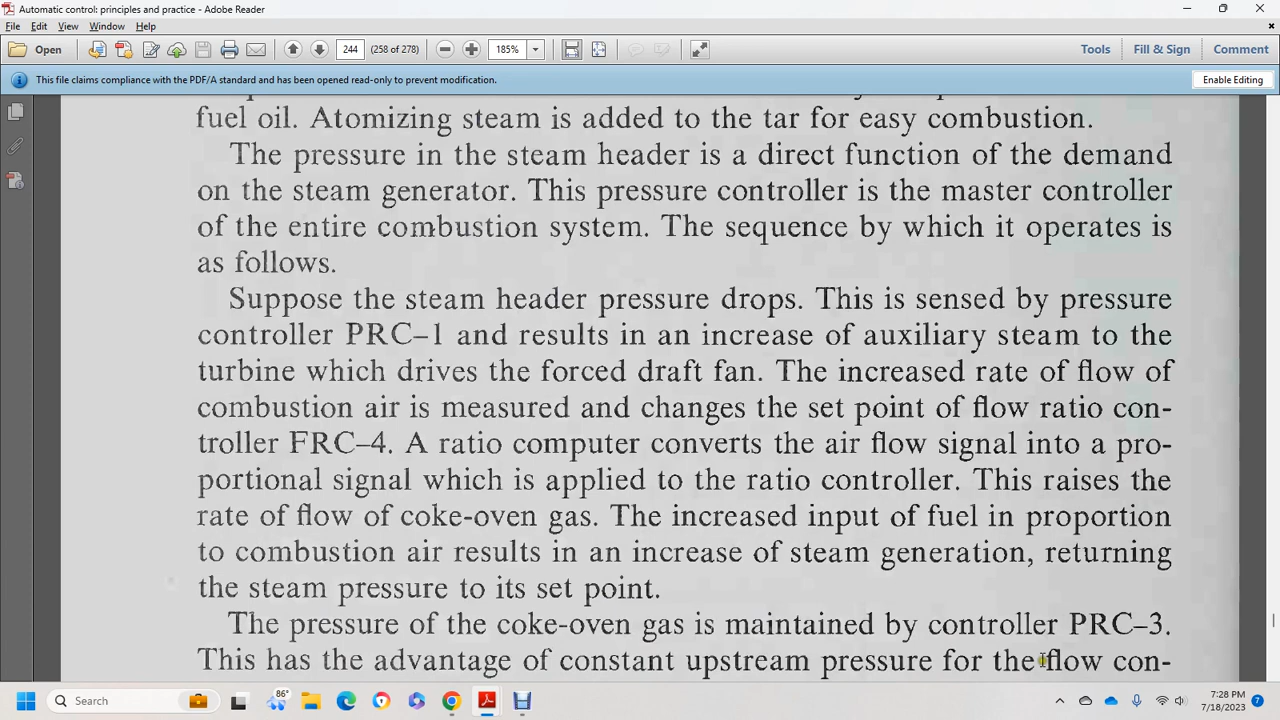 Automatic control: principles and practice - Adobe Reader
File Edit View Window Help
Open 244 (258 of 278) 185% Tools Fill & Sign Comment
This file claims compliance with the PDF/A standard and has been opened read-only to prevent modification. Enable Editing
fuel oil. Atomizing steam is added to the tar for easy combustion.
The pressure in the steam header is a direct function of the demand
on the steam generator. This pressure controller is the master controller
of the entire combustion system. The sequence by which it operates is
as follows.
Suppose the steam header pressure drops. This is sensed by pressure
controller PRC–1 and results in an increase of auxiliary steam to the
turbine which drives the forced draft fan. The increased rate of flow of
combustion air is measured and changes the set point of flow ratio con-
troller FRC–4. A ratio computer converts the air flow signal into a pro-
portional signal which is applied to the ratio controller. This raises the
rate of flow of coke-oven gas. The increased input of fuel in proportion
to combustion air results in an increase of steam generation, returning
the steam pressure to its set point.
The pressure of the coke-oven gas is maintained by controller PRC–3.
This has the advantage of constant upstream pressure for the flow con-
Search 86° 7:28 PM
7/18/2023 7